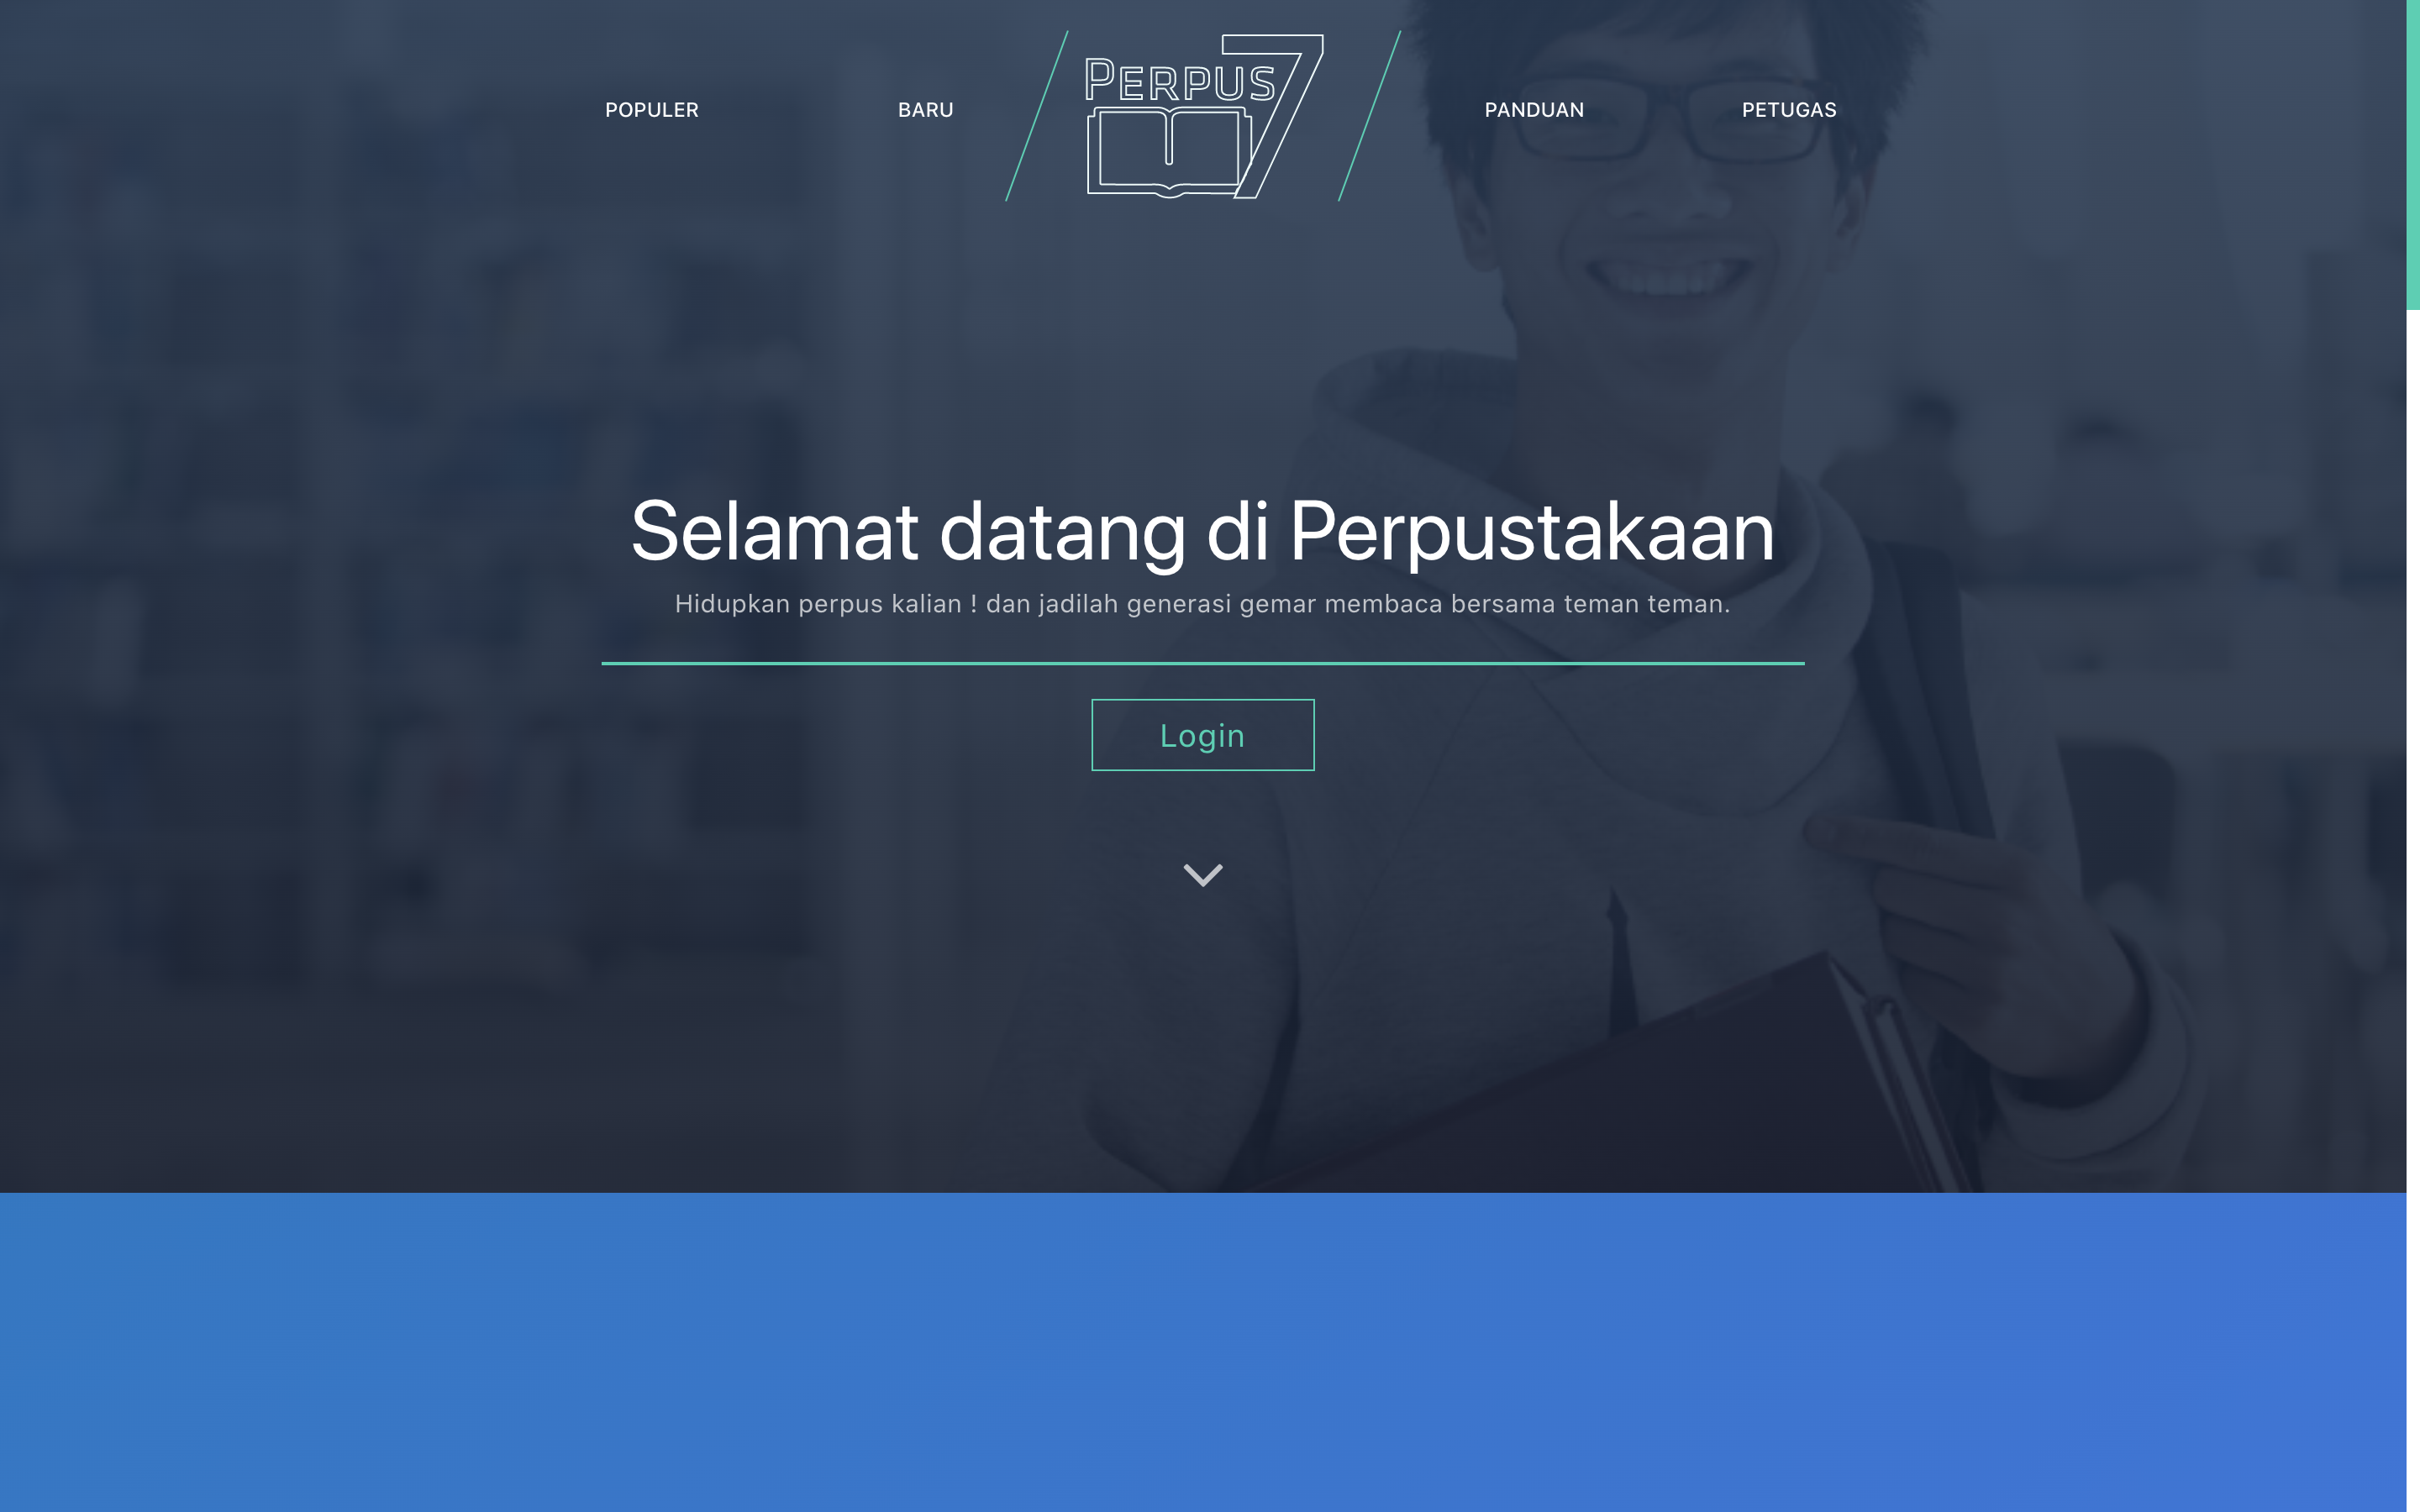 POPULER
BARU
PERPUS7
PANDUAN
PETUGAS
Selamat datang di Perpustakaan
Hidupkan perpus kalian ! dan jadilah generasi gemar membaca bersama teman teman.
Login